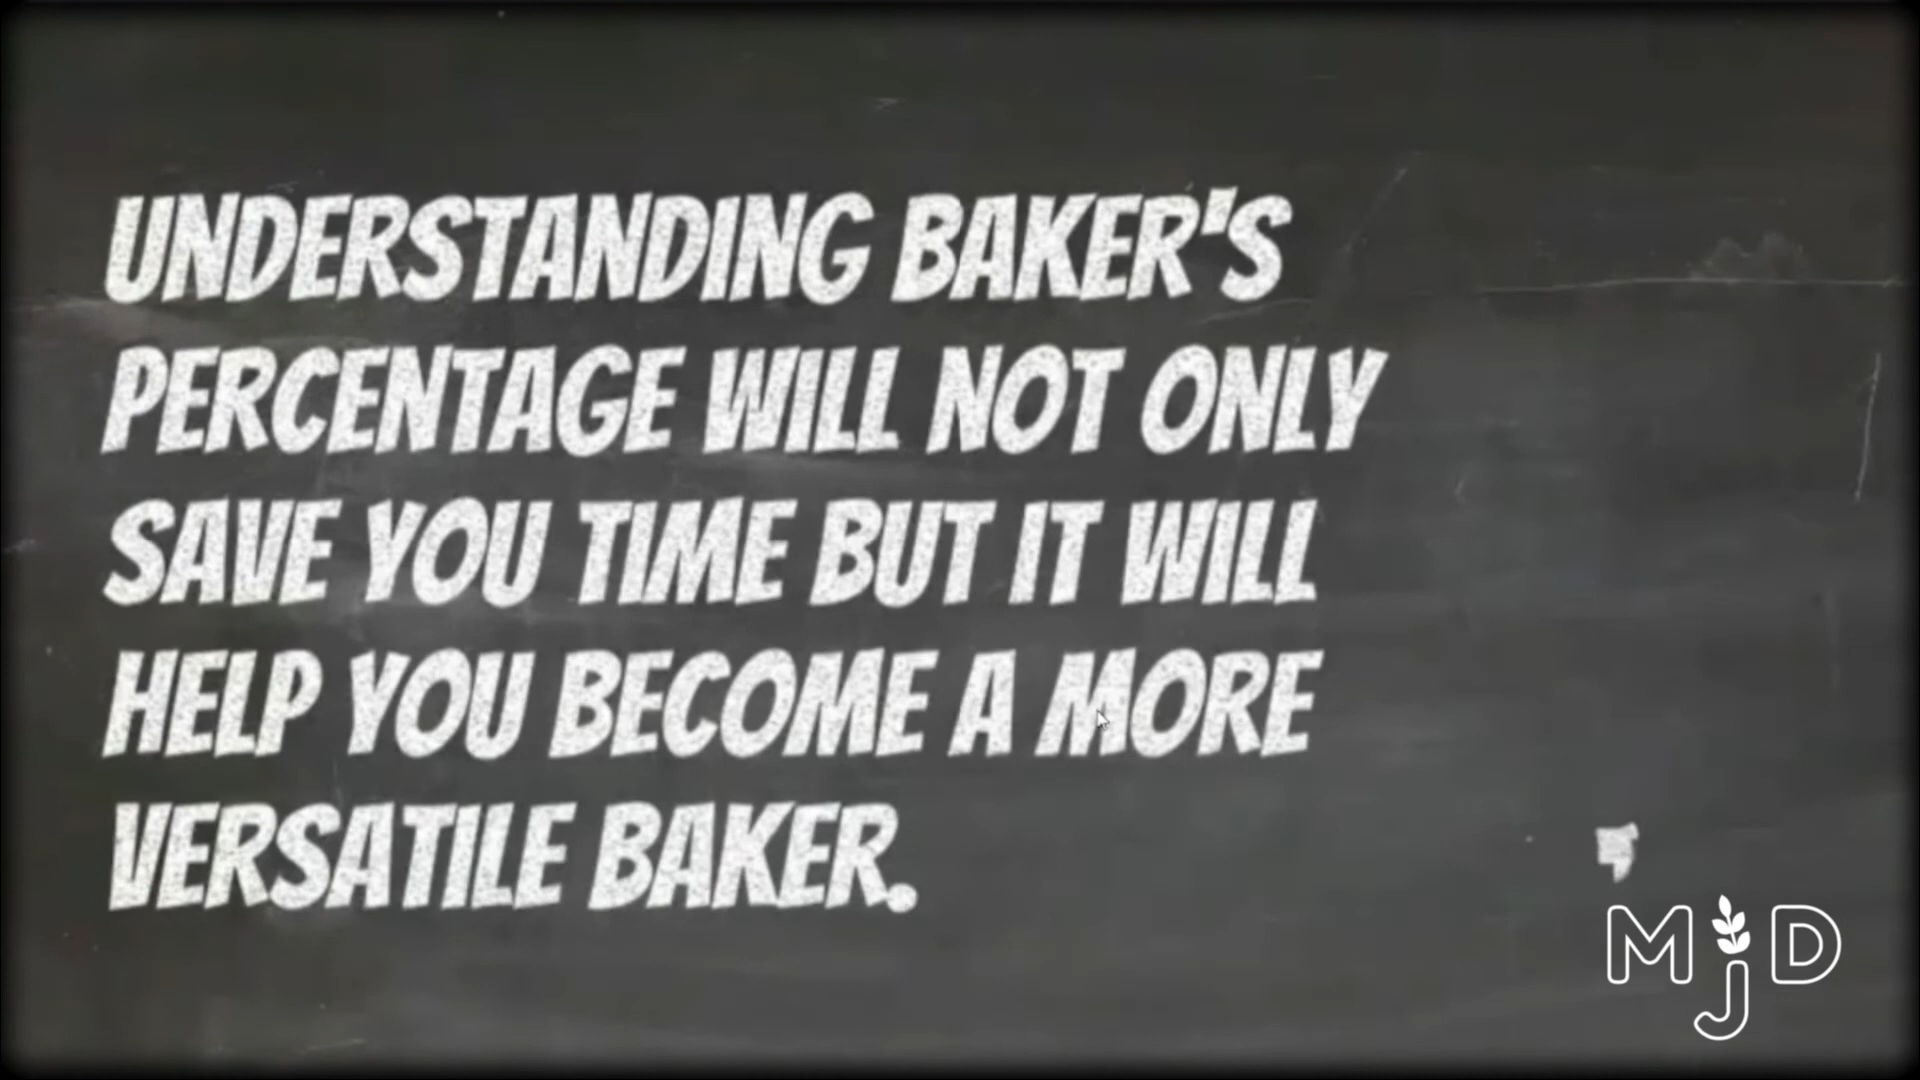 UNDERSTANDING BAKER'S
PERCENTAGE WILL NOT ONLY
SAVE YOU TIME BUT IT WILL
HELP YOU BECOME A MORE
VERSATILE BAKER.
MJD